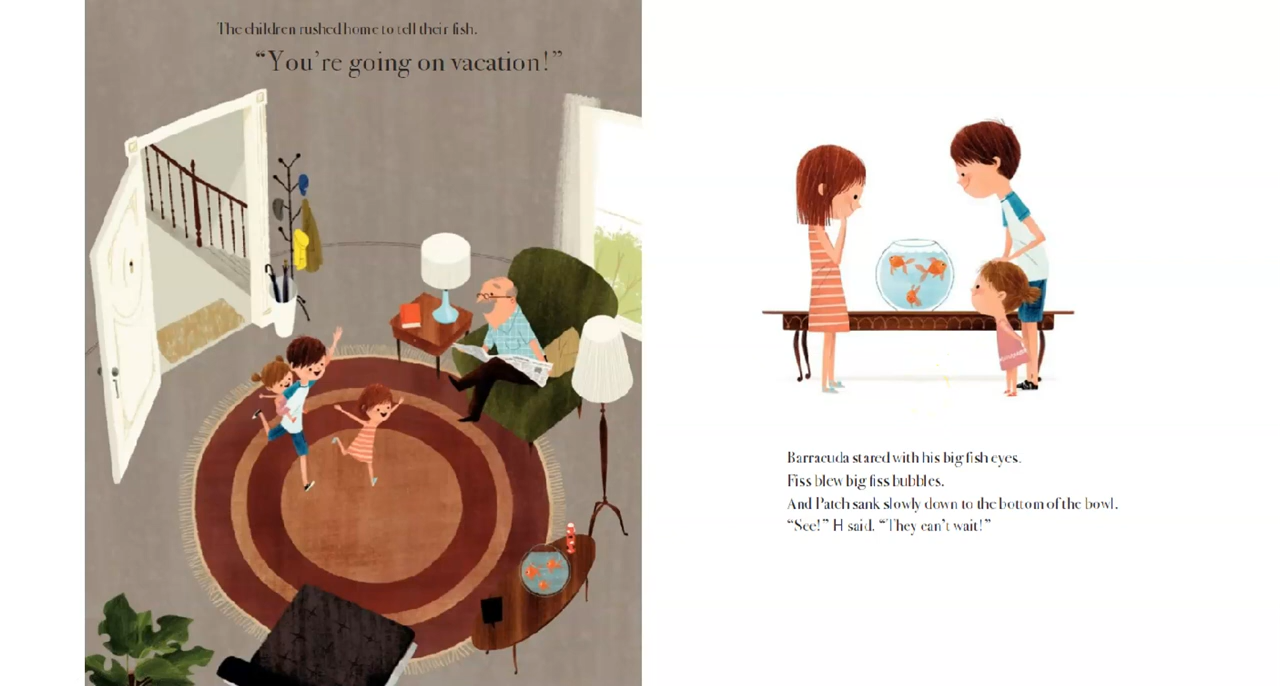 The children rushed home to tell their fish.
“You’re going on vacation!”
Barracuda stared with his big fish eyes.
Fiss blew big fiss bubbles.
And Patch sank slowly down to the bottom of the bowl.
“See!” H said. “They can’t wait!”